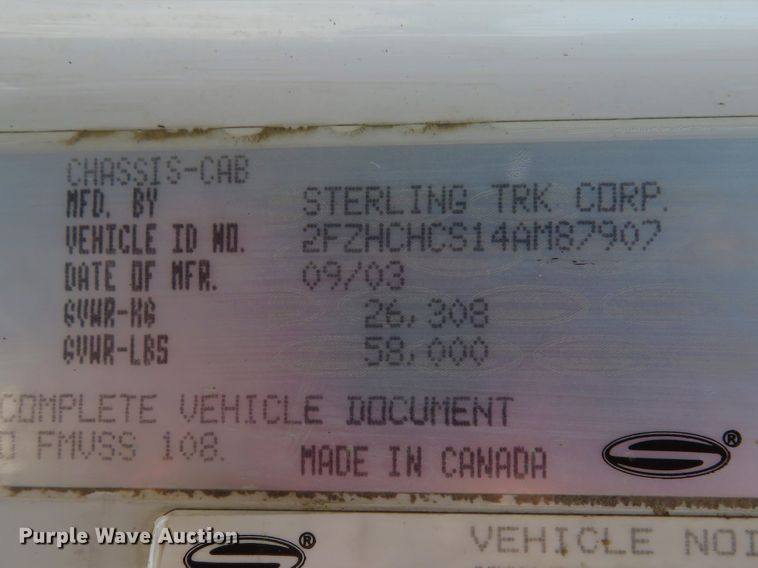 CHASSIS-CAB
MFD. BY STERLING TRK CORP.
VEHICLE ID NO. 2FZHCHCS14AM87907
DATE OF MFR. 09/03
GVWR-KG 26,308
GVWR-LBS 58,000
COMPLETE VEHICLE DOCUMENT
O FMVSS 108.
MADE IN CANADA
®
Purple Wave Auction
®
VEHICLE NOI